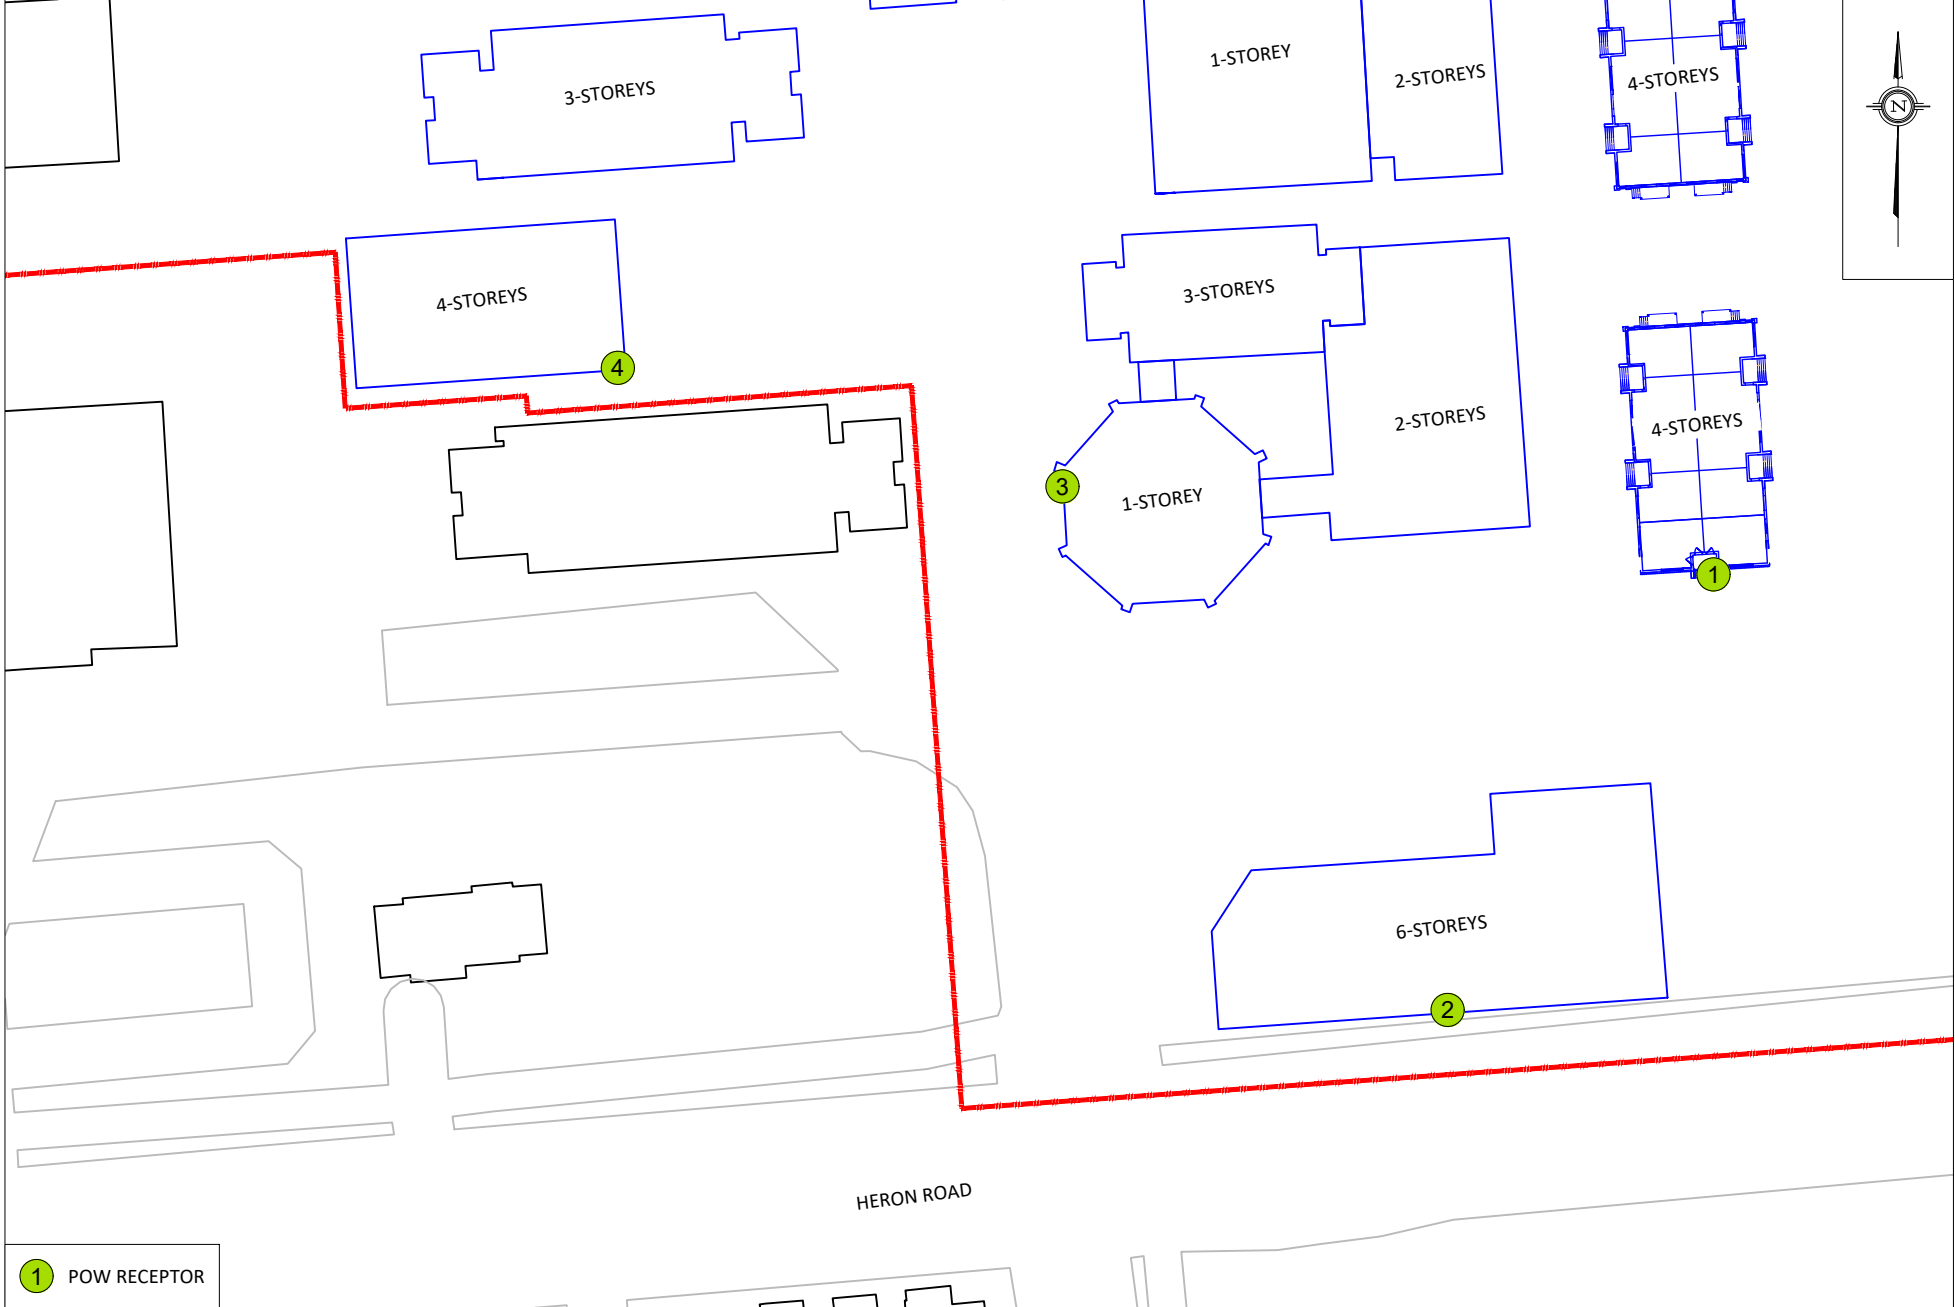 1-STOREY
2-STOREYS
4-STOREYS
3-STOREYS
N
4-STOREYS
3-STOREYS
4
2-STOREYS
4-STOREYS
3
1-STOREY
1
6-STOREYS
2
HERON ROAD
1 POW RECEPTOR